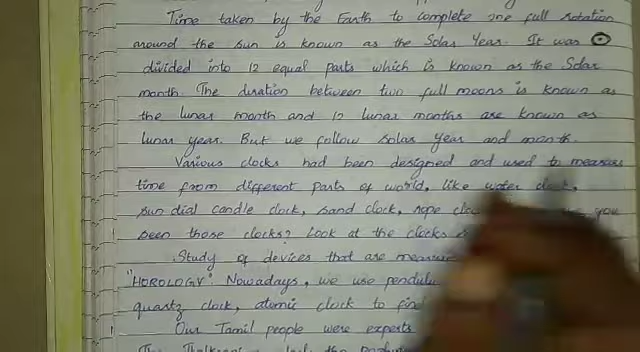 Time taken by the Earth to complete one full rotation
around the sun is known as the Solar Year. It was
divided into 12 equal parts which is known as the Solar
month. The duration between two full moons is known as
the lunar month and 12 lunar months are known as
lunar year. But we follow solar year and month.
Various clocks had been designed and used to measure
time from different parts of world, like water clock,
sun dial candle clock, sand clock, rope you
seen those clocks? Look at the clocks
Study of devices that are
"HOROLOGY". Nowadays, we use
quartz clock, atomic clock to
Our Tamil people were experts